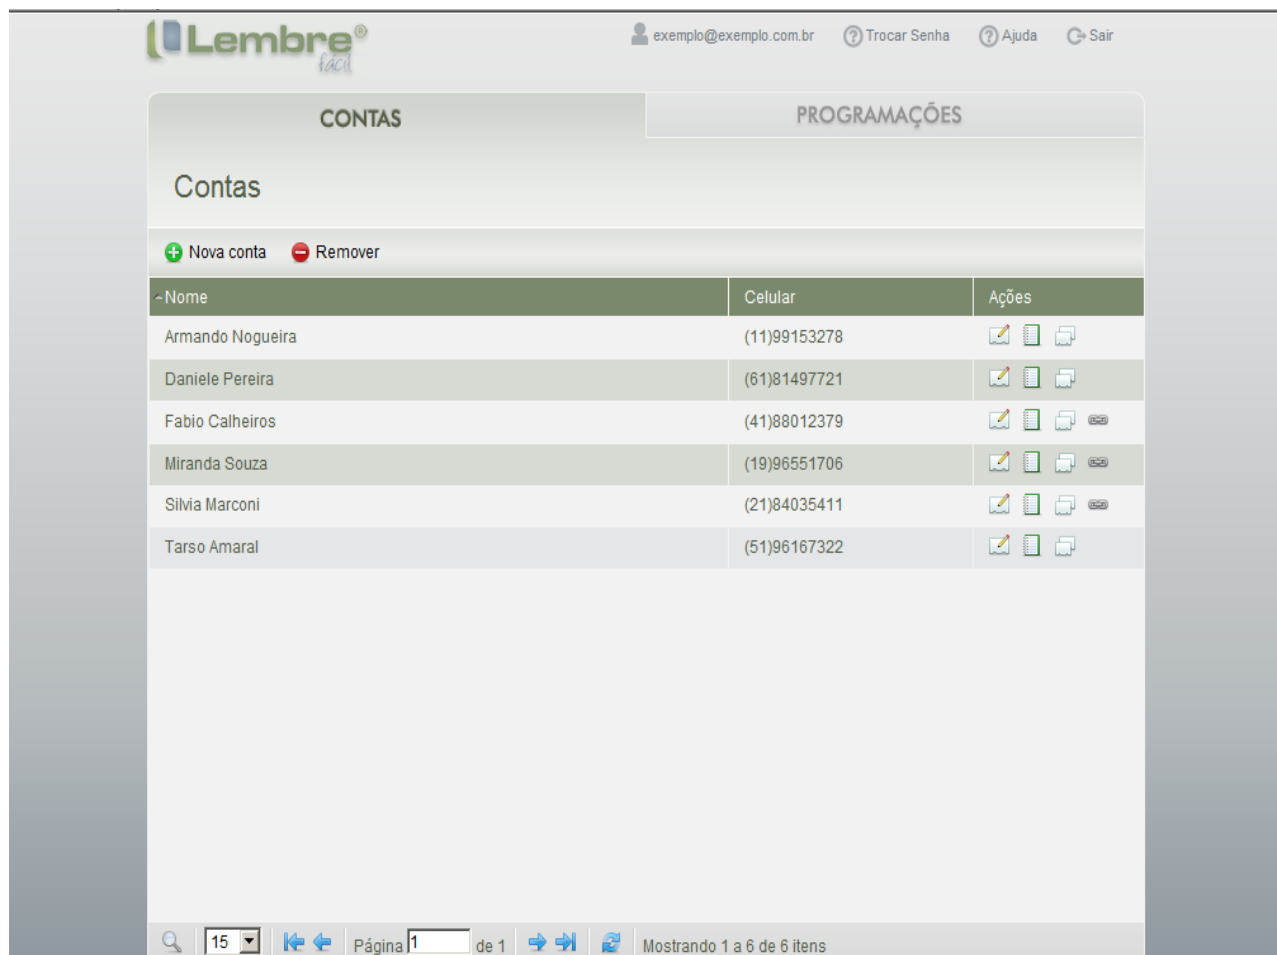 Lembre®
fácil
exemplo@exemplo.com.br Trocar Senha Ajuda Sair
CONTAS PROGRAMAÇÕES
Contas
Nova conta Remover
Nome Celular Ações
Armando Nogueira (11)99153278
Daniele Pereira (61)81497721
Fabio Calheiros (41)88012379
Miranda Souza (19)96551706
Silvia Marconi (21)84035411
Tarso Amaral (51)96167322
15 Página 1 de 1 Mostrando 1 a 6 de 6 itens